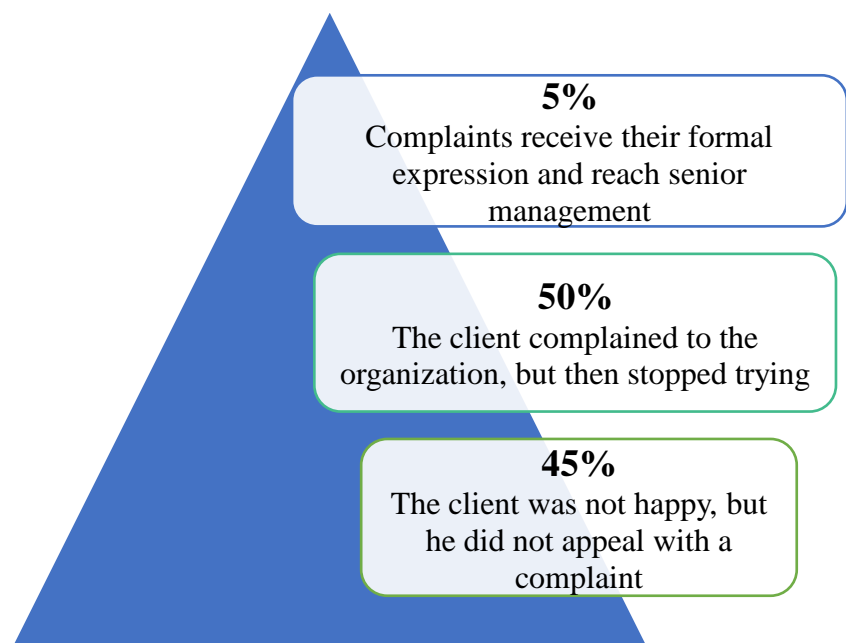 5%
Complaints receive their formal
expression and reach senior
management
50%
The client complained to the
organization, but then stopped trying
45%
The client was not happy, but
he did not appeal with a
complaint